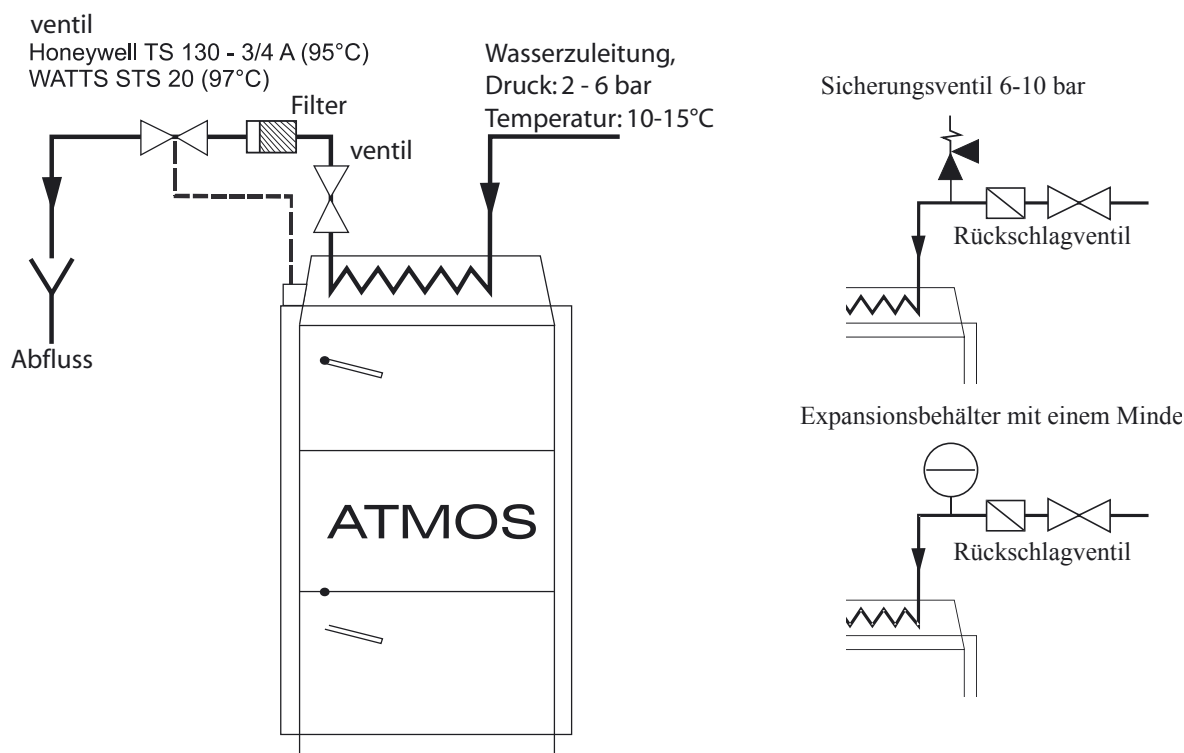 ventil
Honeywell TS 130 - 3/4 A (95°C)
WATTS STS 20 (97°C)
Filter
ventil
Wasserzuleitung,
Druck: 2 - 6 bar
Temperatur: 10-15°C
Abfluss
ATMOS
Sicherungsventil 6-10 bar
Rückschlagventil
Expansionsbehälter mit einem Minde
Rückschlagventil